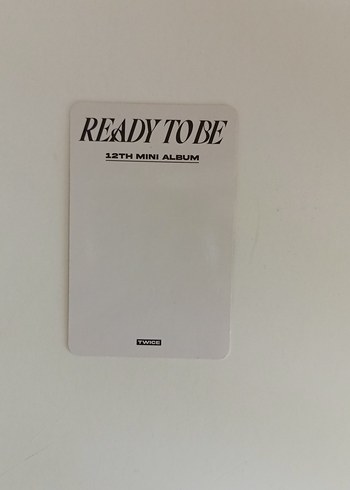 READY TO BE
12TH MINI ALBUM
TWICE